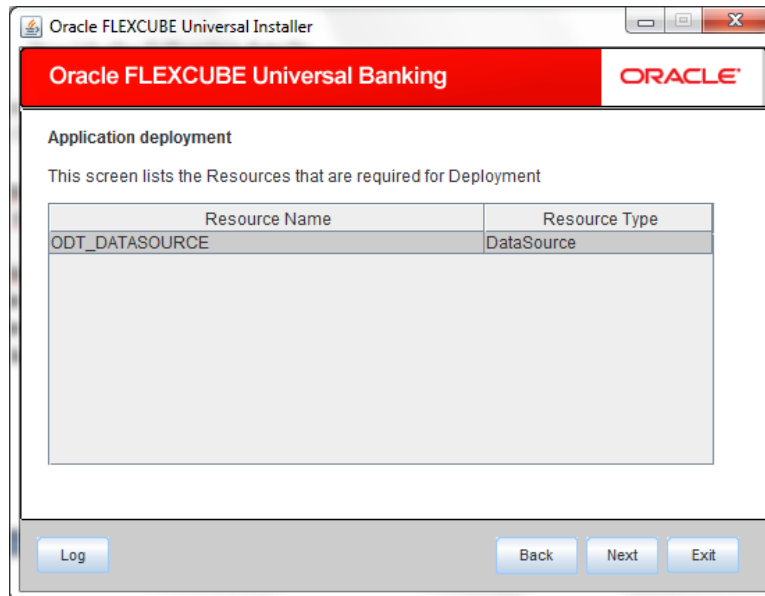 Oracle FLEXCUBE Universal Installer
Oracle FLEXCUBE Universal Banking
ORACLE
Application deployment
This screen lists the Resources that are required for Deployment
Resource Name Resource Type
ODT_DATASOURCE DataSource
Log Back Next Exit